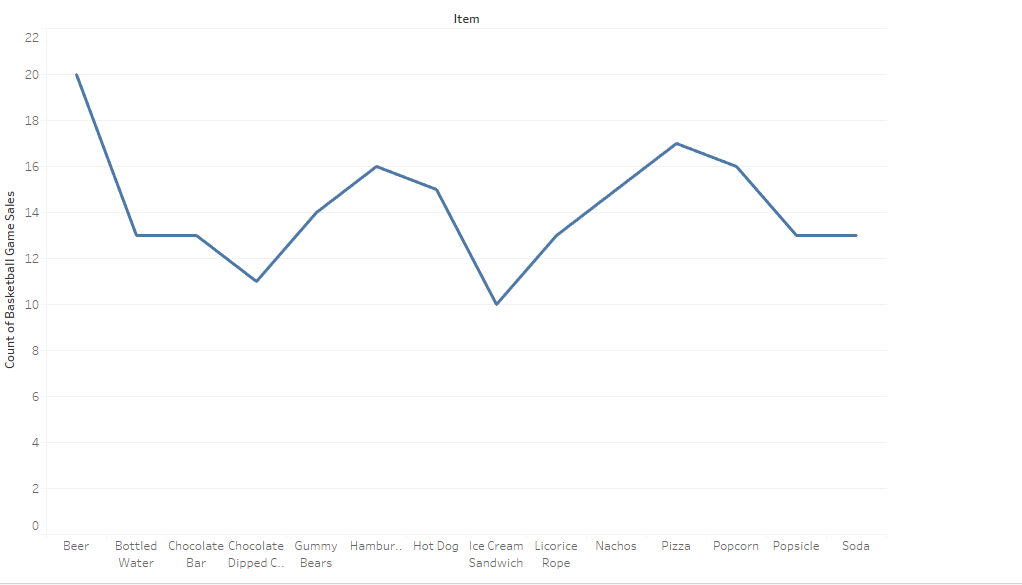 Item
Count of Basketball Game Sales
22
20
18
16
14
12
10
8
6
4
2
0
Beer
Bottled
Water
Chocolate
Bar
Chocolate
Dipped C..
Gummy
Bears
Hambur..
Hot Dog
Ice Cream
Sandwich
Licorice
Rope
Nachos
Pizza
Popcorn
Popsicle
Soda